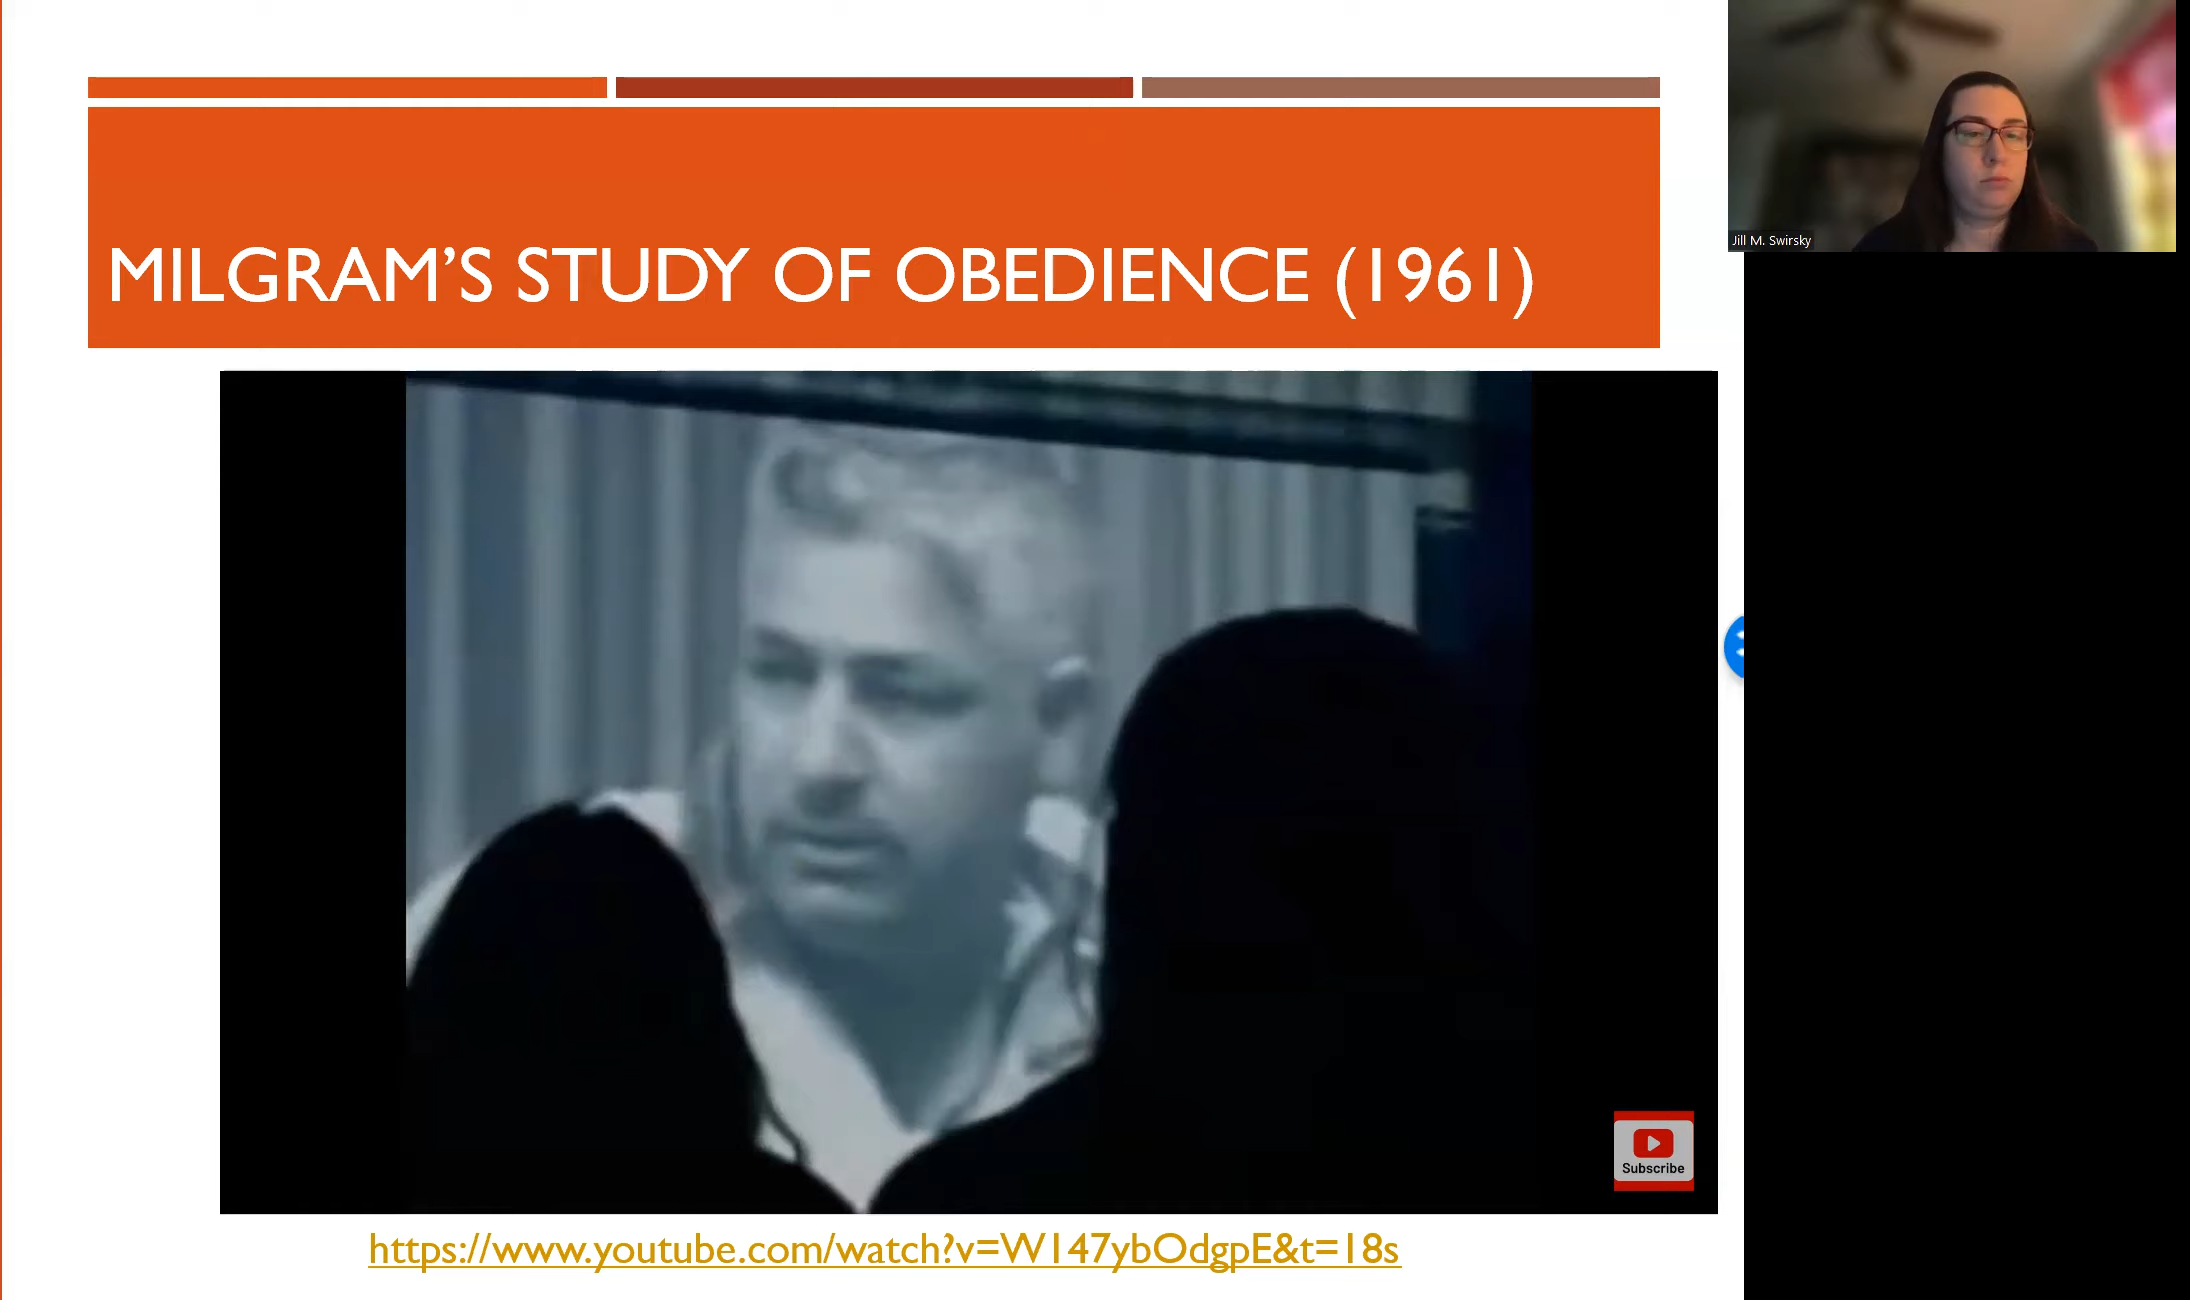 MILGRAM'S STUDY OF OBEDIENCE (1961)
Jill M. Swirsky
Subscribe
https://www.youtube.com/watch?v=W147ybOdgpE&t=18s